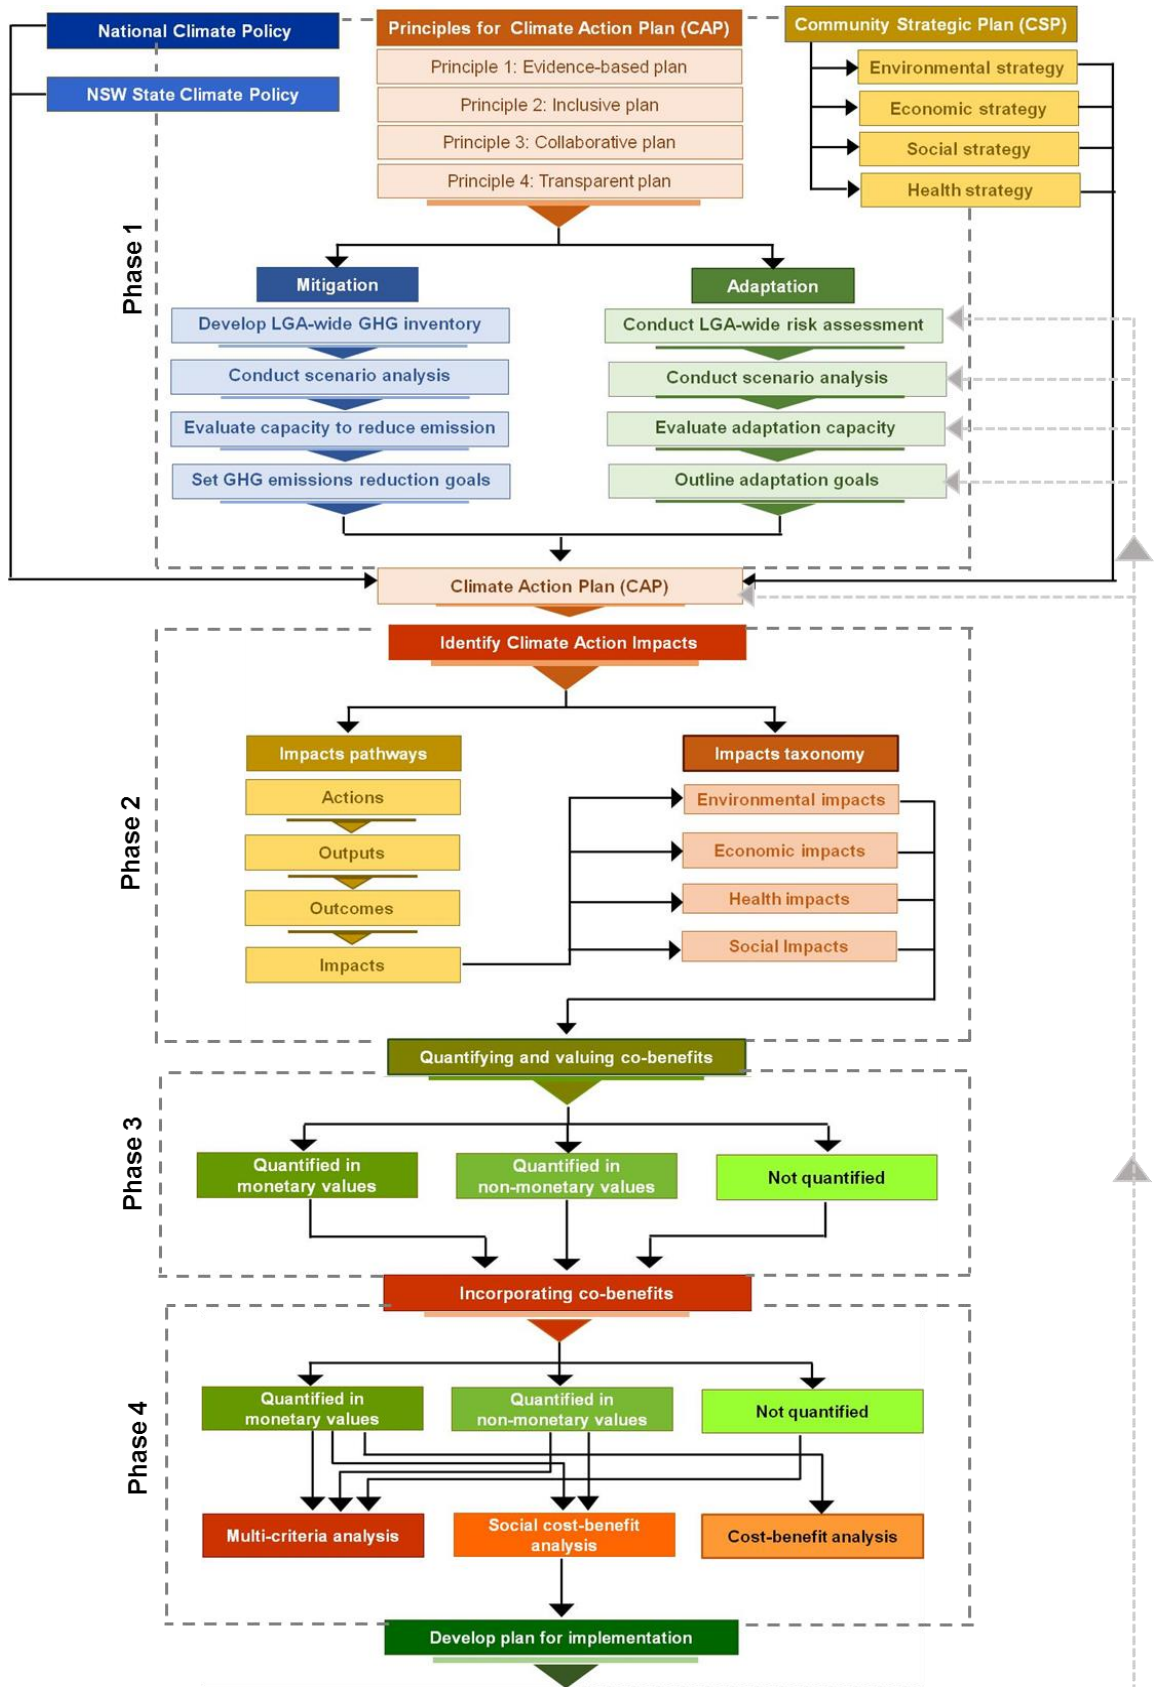 National Climate Policy
NSW State Climate Policy
Principles for Climate Action Plan (CAP)
Principle 1: Evidence-based plan
Principle 2: Inclusive plan
Principle 3: Collaborative plan
Principle 4: Transparent plan
Community Strategic Plan (CSP)
Environmental strategy
Economic strategy
Social strategy
Health strategy
Phase 1
Mitigation
Develop LGA-wide GHG inventory
Conduct scenario analysis
Evaluate capacity to reduce emission
Set GHG emissions reduction goals
Adaptation
Conduct LGA-wide risk assessment
Conduct scenario analysis
Evaluate adaptation capacity
Outline adaptation goals
Climate Action Plan (CAP)
Identify Climate Action Impacts
Phase 2
Impacts pathways
Actions
Outputs
Outcomes
Impacts
Impacts taxonomy
Environmental impacts
Economic impacts
Health impacts
Social Impacts
Quantifying and valuing co-benefits
Phase 3
Quantified in
monetary values
Quantified in
non-monetary values
Not quantified
Incorporating co-benefits
Phase 4
Quantified in
monetary values
Quantified in
non-monetary values
Not quantified
Multi-criteria analysis
Social cost-benefit
analysis
Cost-benefit analysis
Develop plan for implementation